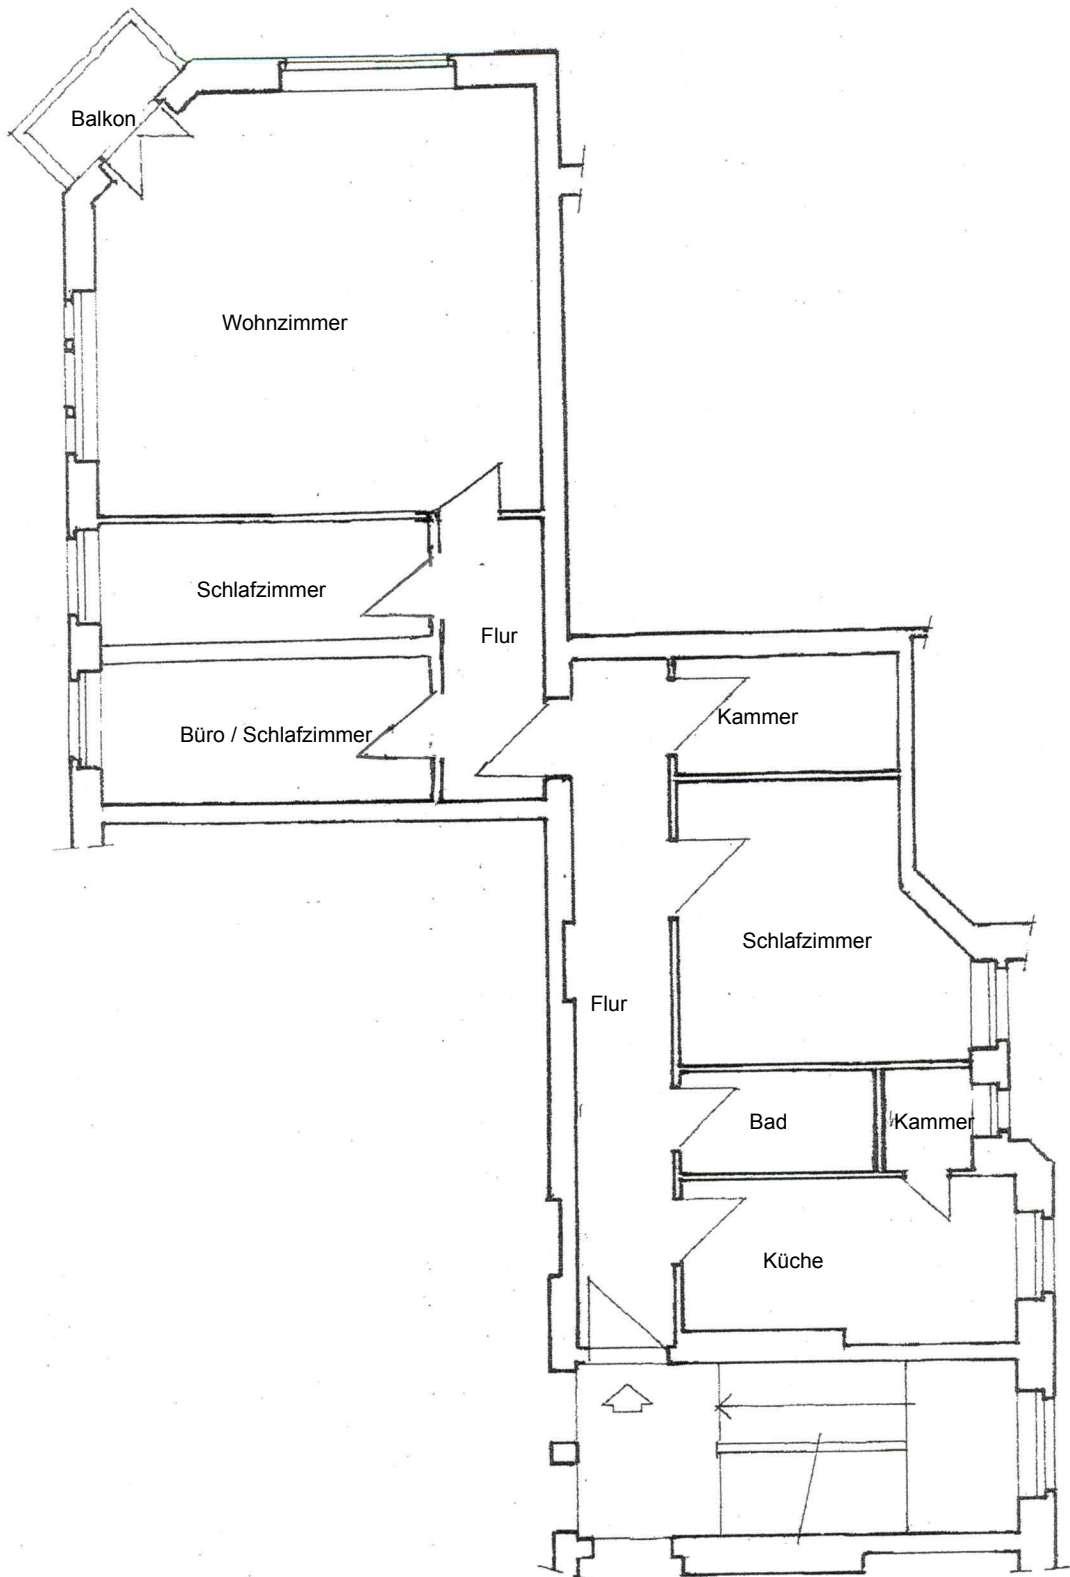 Balkon
Wohnzimmer
Schlafzimmer
Flur
Büro / Schlafzimmer
Kammer
Schlafzimmer
Flur
Bad
Kammer
Küche